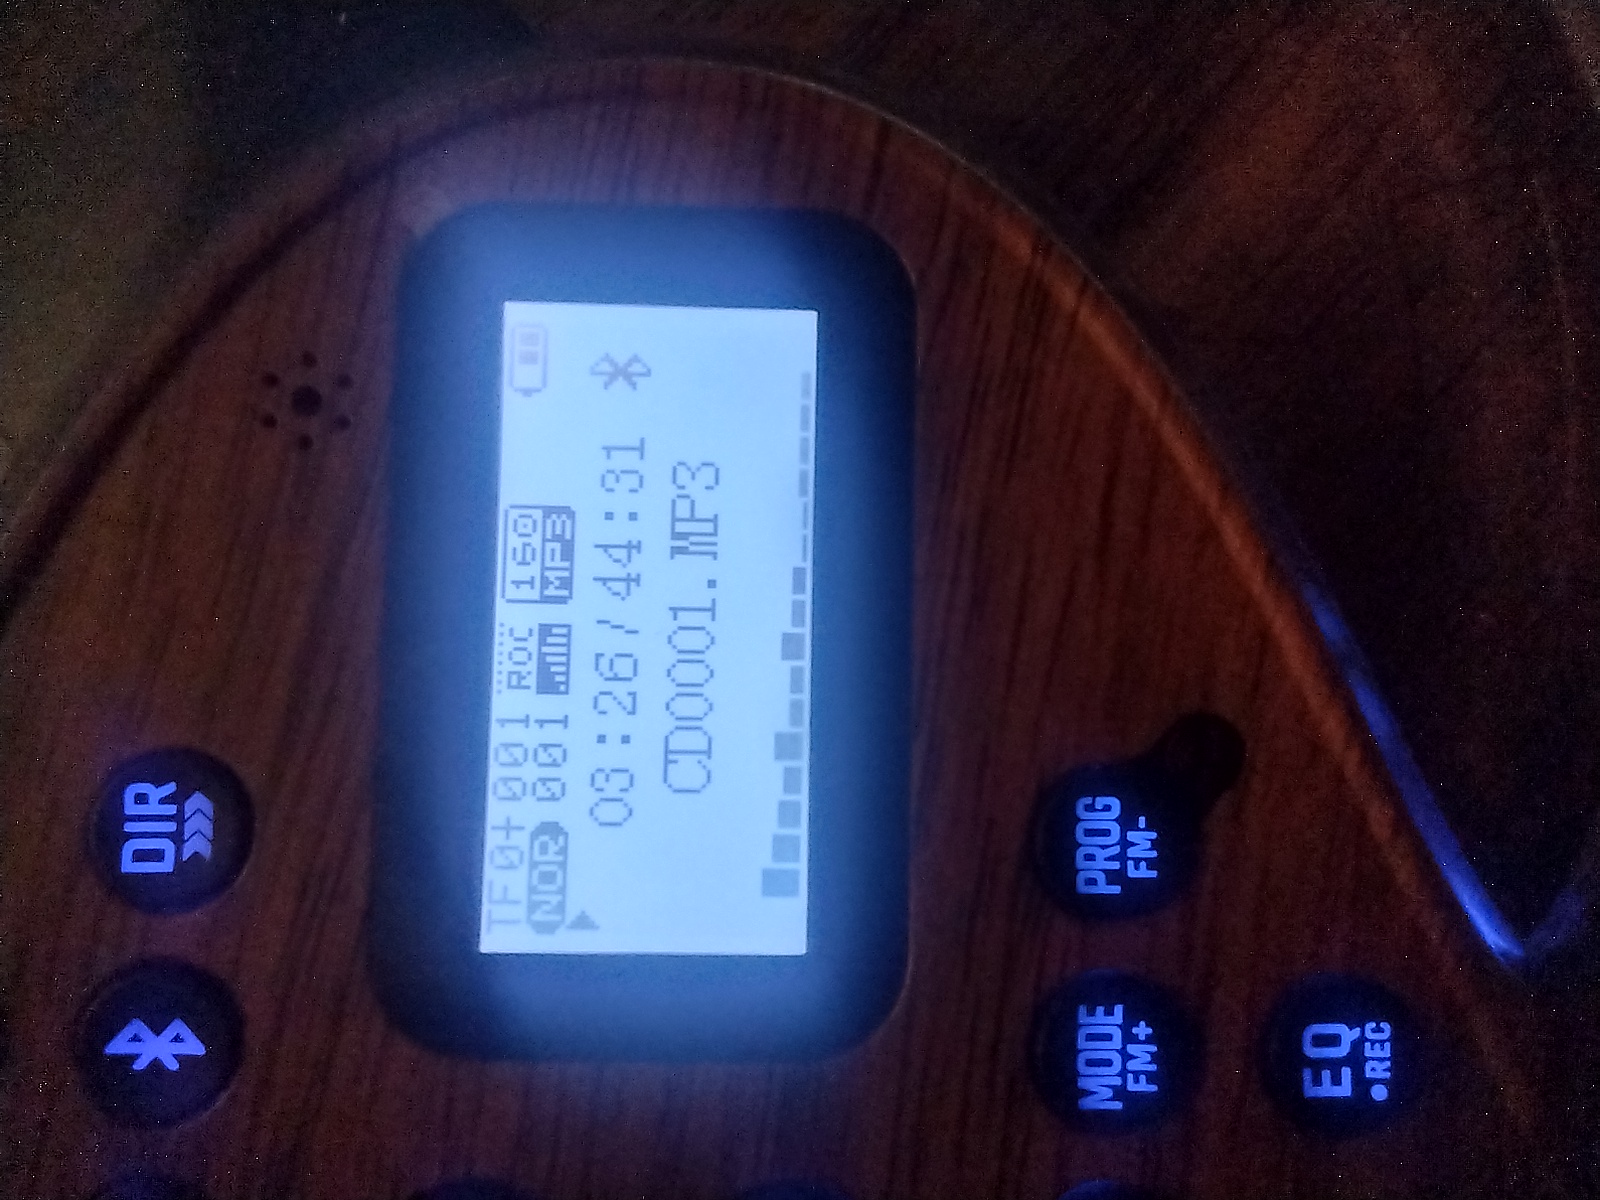 TF0+001 ROC 160
NOR 001 MP3
03:26/44:31
CD0001.MP3
DIR
PROG
FM-
MODE
FM+
EQ
•REC